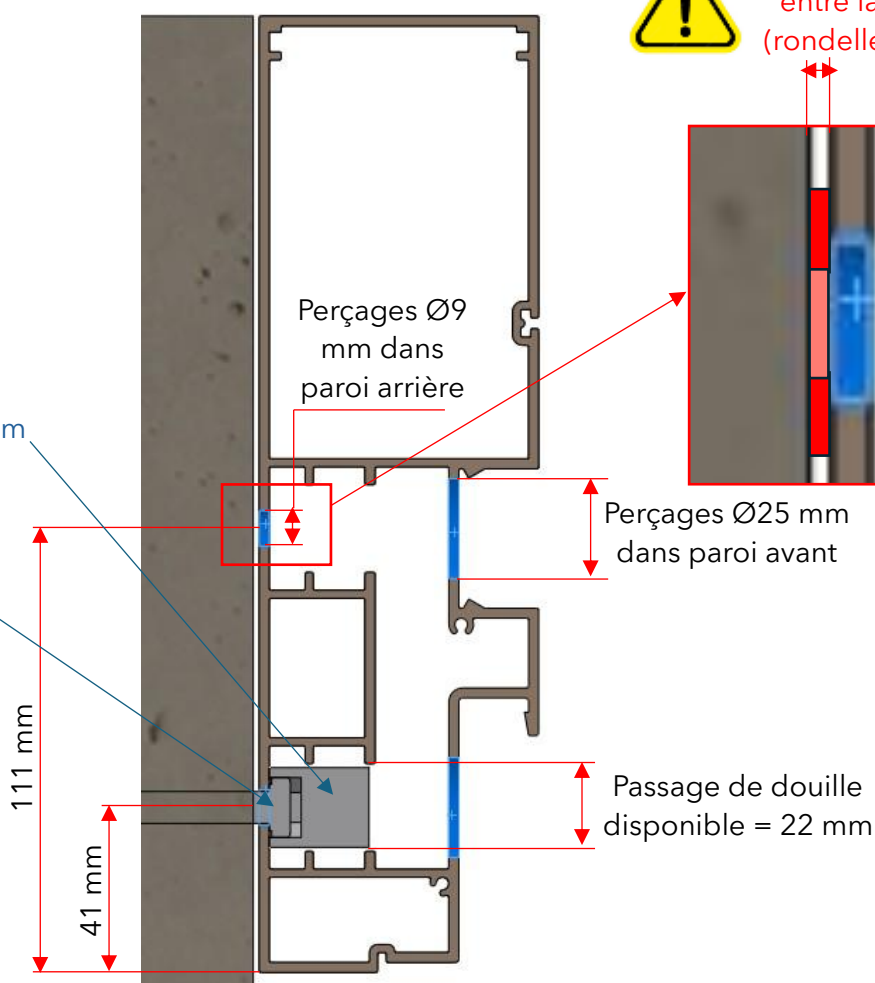 entre la
(rondelle
Perçages Ø9
mm dans
paroi arrière
m
Perçages Ø25 mm
dans paroi avant
111 mm
41 mm
Passage de douille
disponible = 22 mm